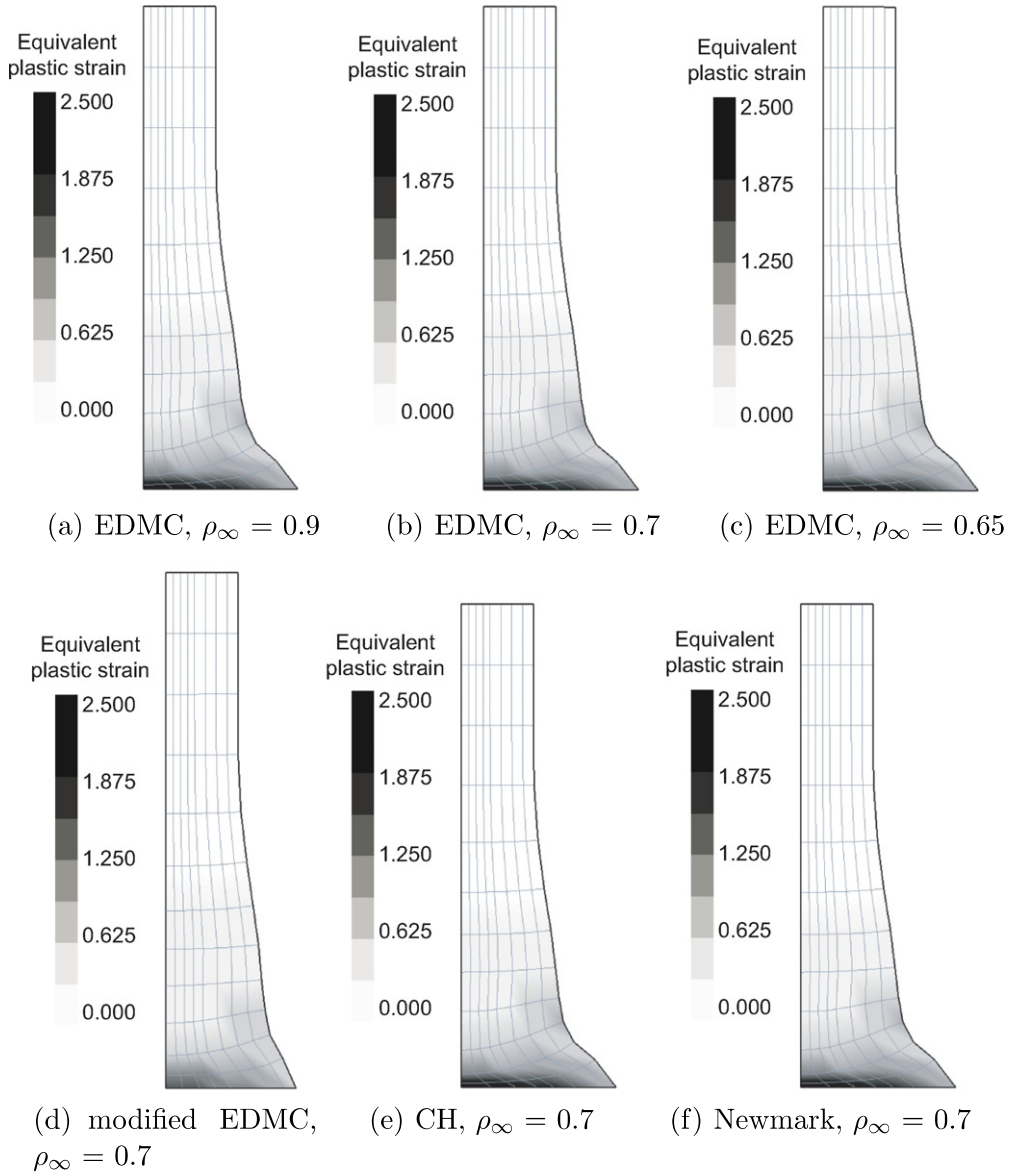 Equivalent
plastic strain
2.500
1.875
1.250
0.625
0.000
(a) EDMC, ρ∞ = 0.9
Equivalent
plastic strain
2.500
1.875
1.250
0.625
0.000
(b) EDMC, ρ∞ = 0.7
Equivalent
plastic strain
2.500
1.875
1.250
0.625
0.000
(c) EDMC, ρ∞ = 0.65
Equivalent
plastic strain
2.500
1.875
1.250
0.625
0.000
(d) modified EDMC,
ρ∞ = 0.7
Equivalent
plastic strain
2.500
1.875
1.250
0.625
0.000
(e) CH, ρ∞ = 0.7
Equivalent
plastic strain
2.500
1.875
1.250
0.625
0.000
(f) Newmark, ρ∞ = 0.7